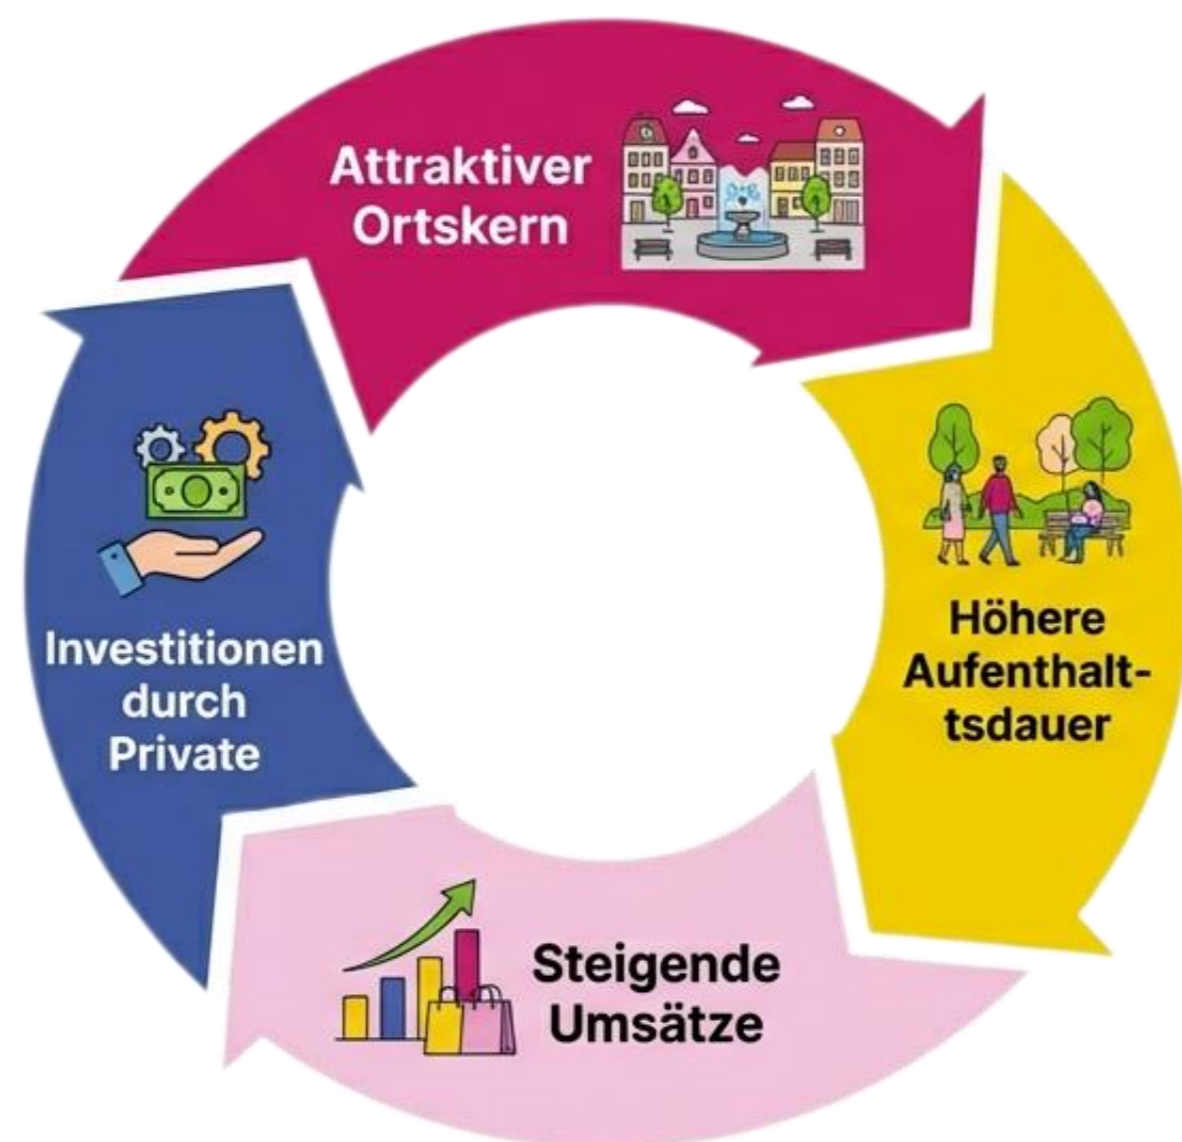 Attraktiver
Ortskern
Höhere
Aufenthalt-
tsdauer
Steigende
Umsätze
Investitionen
durch
Private